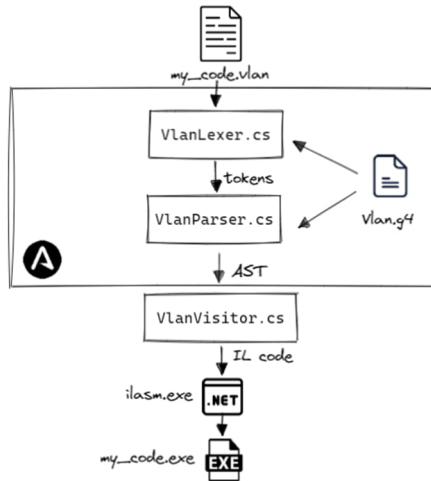 my_code.vlan
VlanLexer.cs
tokens
VlanParser.cs
Vlan.g4
AST
VlanVisitor.cs
IL code
ilasm.exe
.NET
my_code.exe
EXE